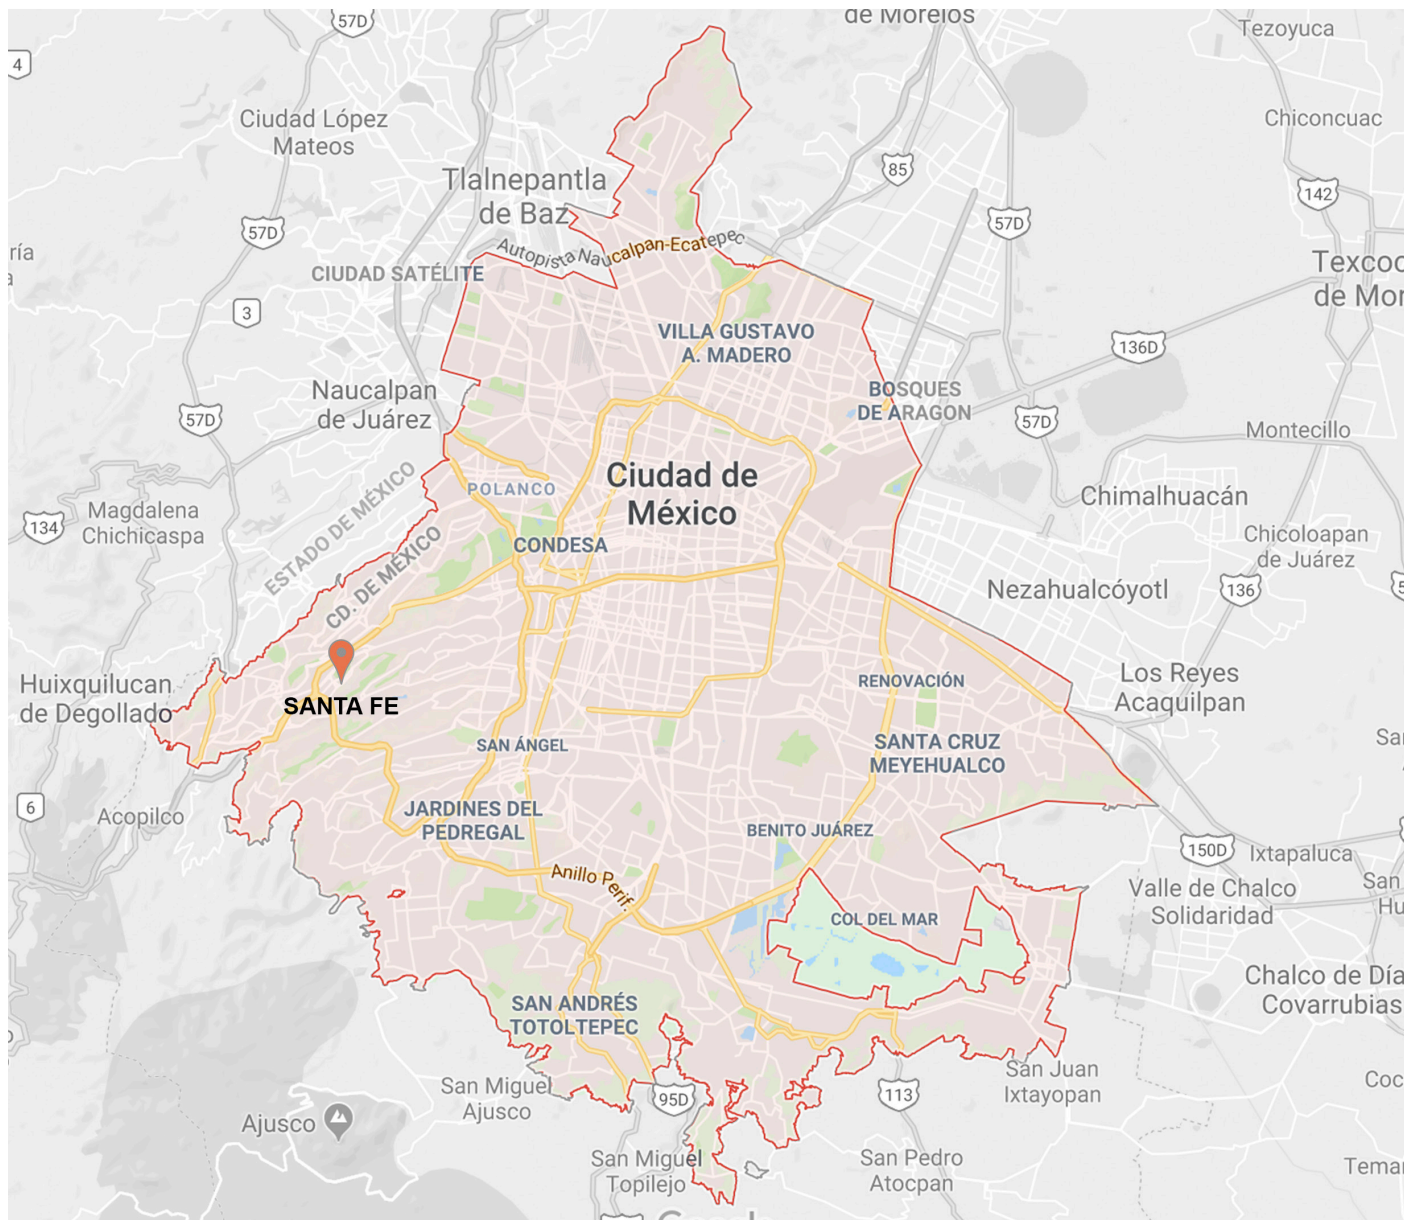 de Morelos
57D
Tezoyuca
4
Ciudad López
Mateos
Chiconcuac
85
142
Tlalnepantla
de Baz
57D
57D
Autopista Naucalpan-Ecatepec
ría
CIUDAD SATÉLITE
3
VILLA GUSTAVO
A. MADERO
136D
Naucalpan
de Juárez
57D
BOSQUES
DE ARAGON
57D
Montecillo
POLANCO
Ciudad de
México
Chimalhuacán
ESTADO DE MÉXICO
CD. DE MÉXICO
134
Magdalena
Chichicaspa
CONDESA
Chicoloapan
de Juárez
Nezahualcóyotl
136
Huixquilucan
de Degollado
SANTA FE
RENOVACIÓN
Los Reyes
Acaquilpan
SAN ÁNGEL
SANTA CRUZ
MEYEHUALCO
6
Acopilco
JARDINES DEL
PEDREGAL
BENITO JUÁREZ
150D
Ixtapaluca
Anillo Perif.
Valle de Chalco
Solidaridad
San
Hu
COL DEL MAR
Chalco de Día
Covarrubias
SAN ANDRÉS
TOTOLTEPEC
San Miguel
Ajusco
95D
113
San Juan
Ixtayopan
Coc
Ajusco
San Miguel
Topilejo
San Pedro
Atocpan
Tema